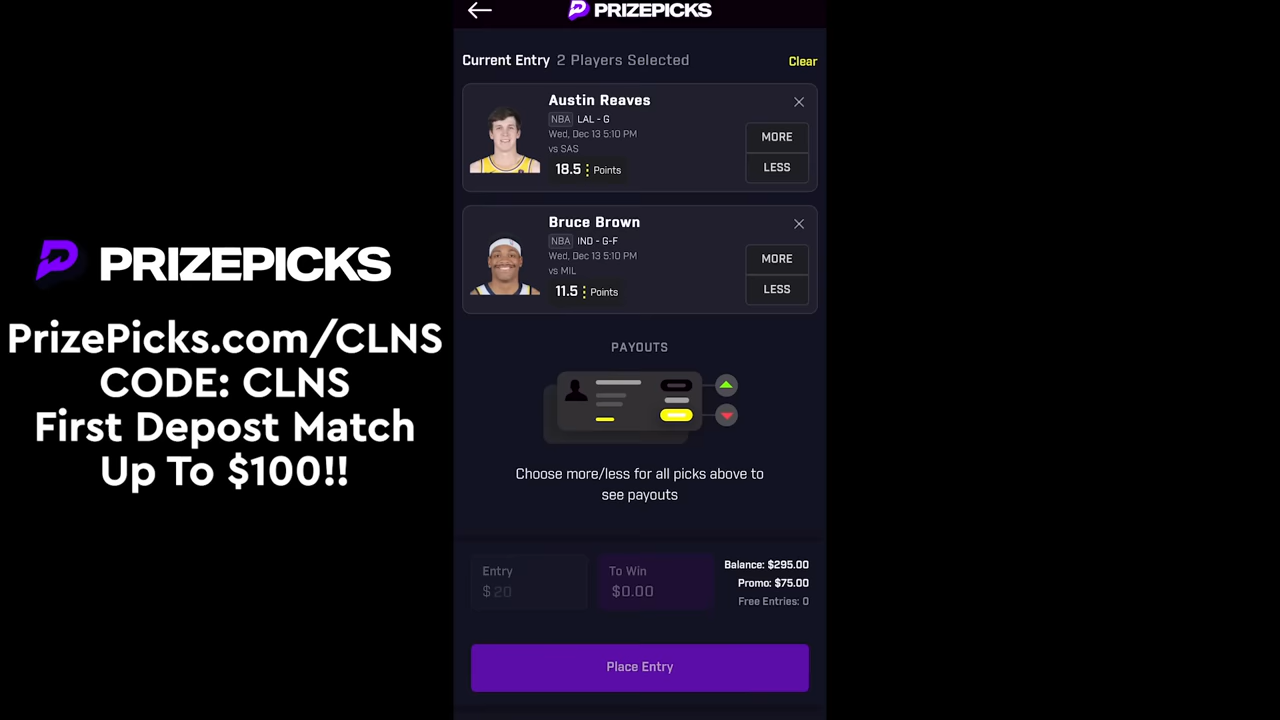 PRIZEPICKS
PrizePicks.com/CLNS
CODE: CLNS
First Depost Match
Up To $100!!
PRIZEPICKS
Current Entry 2 Players Selected
Clear
Austin Reaves
NBA LAL - G
Wed, Dec 13 5:10 PM
vs SAS
18.5 Points
MORE
LESS
Bruce Brown
NBA IND - G-F
Wed, Dec 13 5:10 PM
vs MIL
11.5 Points
MORE
LESS
PAYOUTS
Choose more/less for all picks above to
see payouts
Entry
$ 20
To Win
$0.00
Balance: $295.00
Promo: $75.00
Free Entries: 0
Place Entry